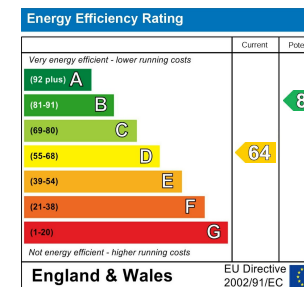 Energy Efficiency Rating
Current
Very energy efficient - lower running costs
(92 plus) A
(81-91) B
(69-80) C
(55-68) D
64
(39-54) E
(21-38) F
(1-20) G
Not energy efficient - higher running costs
England & Wales
EU Directive
2002/91/EC